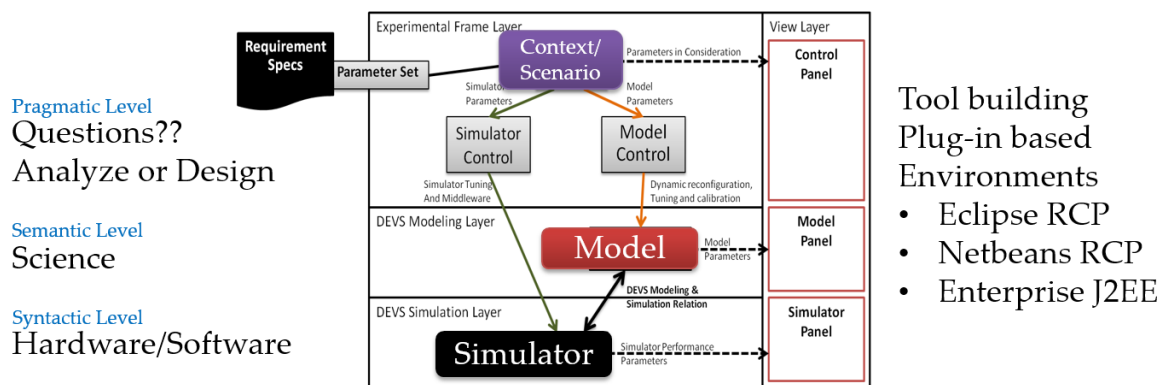 Requirement
Specs
Parameter Set
Pragmatic Level
Questions??
Analyze or Design
Semantic Level
Science
Syntactic Level
Hardware/Software
Experimental Frame Layer
Context/
Scenario
Parameters in Consideration
Simulator
Parameters
Model
Parameters
Simulator
Control
Model
Control
Simulator Tuning
And Middleware
Dynamic reconfiguration,
Tuning and calibration
DEVS Modeling Layer
Model
Model
Parameters
DEVS Modeling &
Simulation Relation
DEVS Simulation Layer
Simulator
Simulator Performance
Parameters
View Layer
Control
Panel
Model
Panel
Simulator
Panel
Tool building
Plug-in based
Environments
• Eclipse RCP
• Netbeans RCP
• Enterprise J2EE